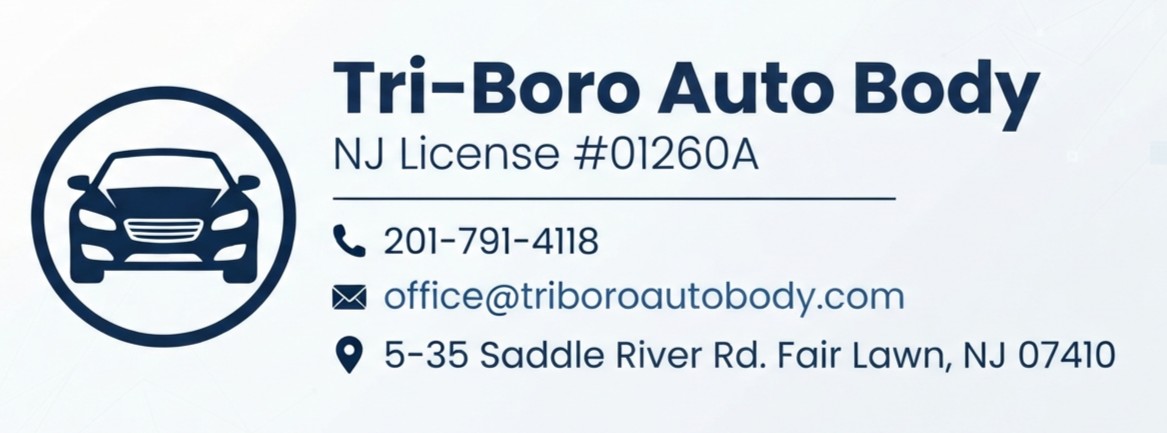 Tri-Boro Auto Body
NJ License #01260A
201-791-4118
office@triboroautobody.com
5-35 Saddle River Rd. Fair Lawn, NJ 07410